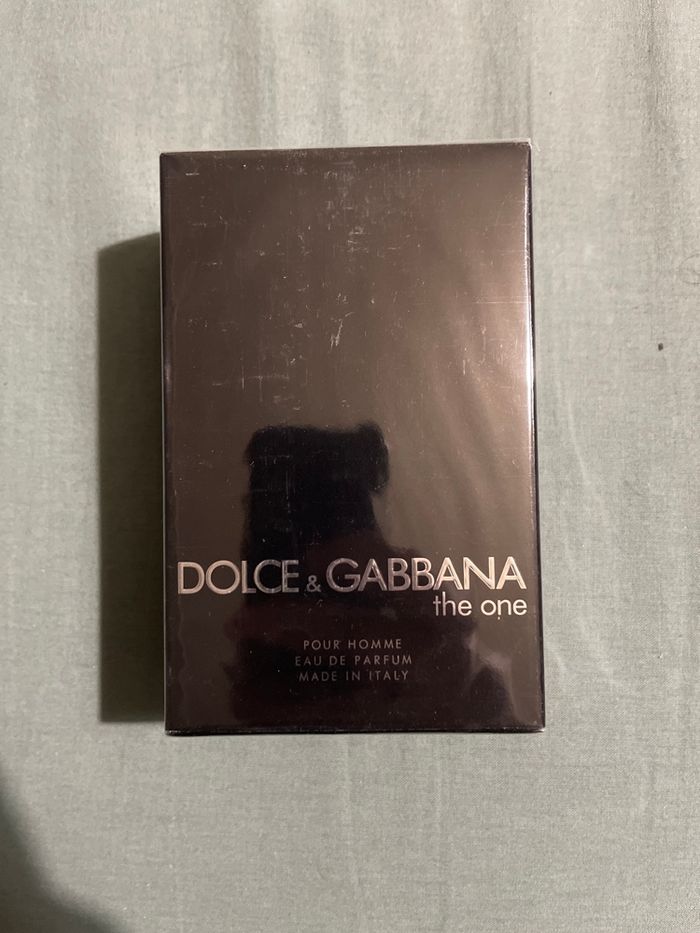 DOLCE & GABBANA
the one
POUR HOMME
EAU DE PARFUM
MADE IN ITALY